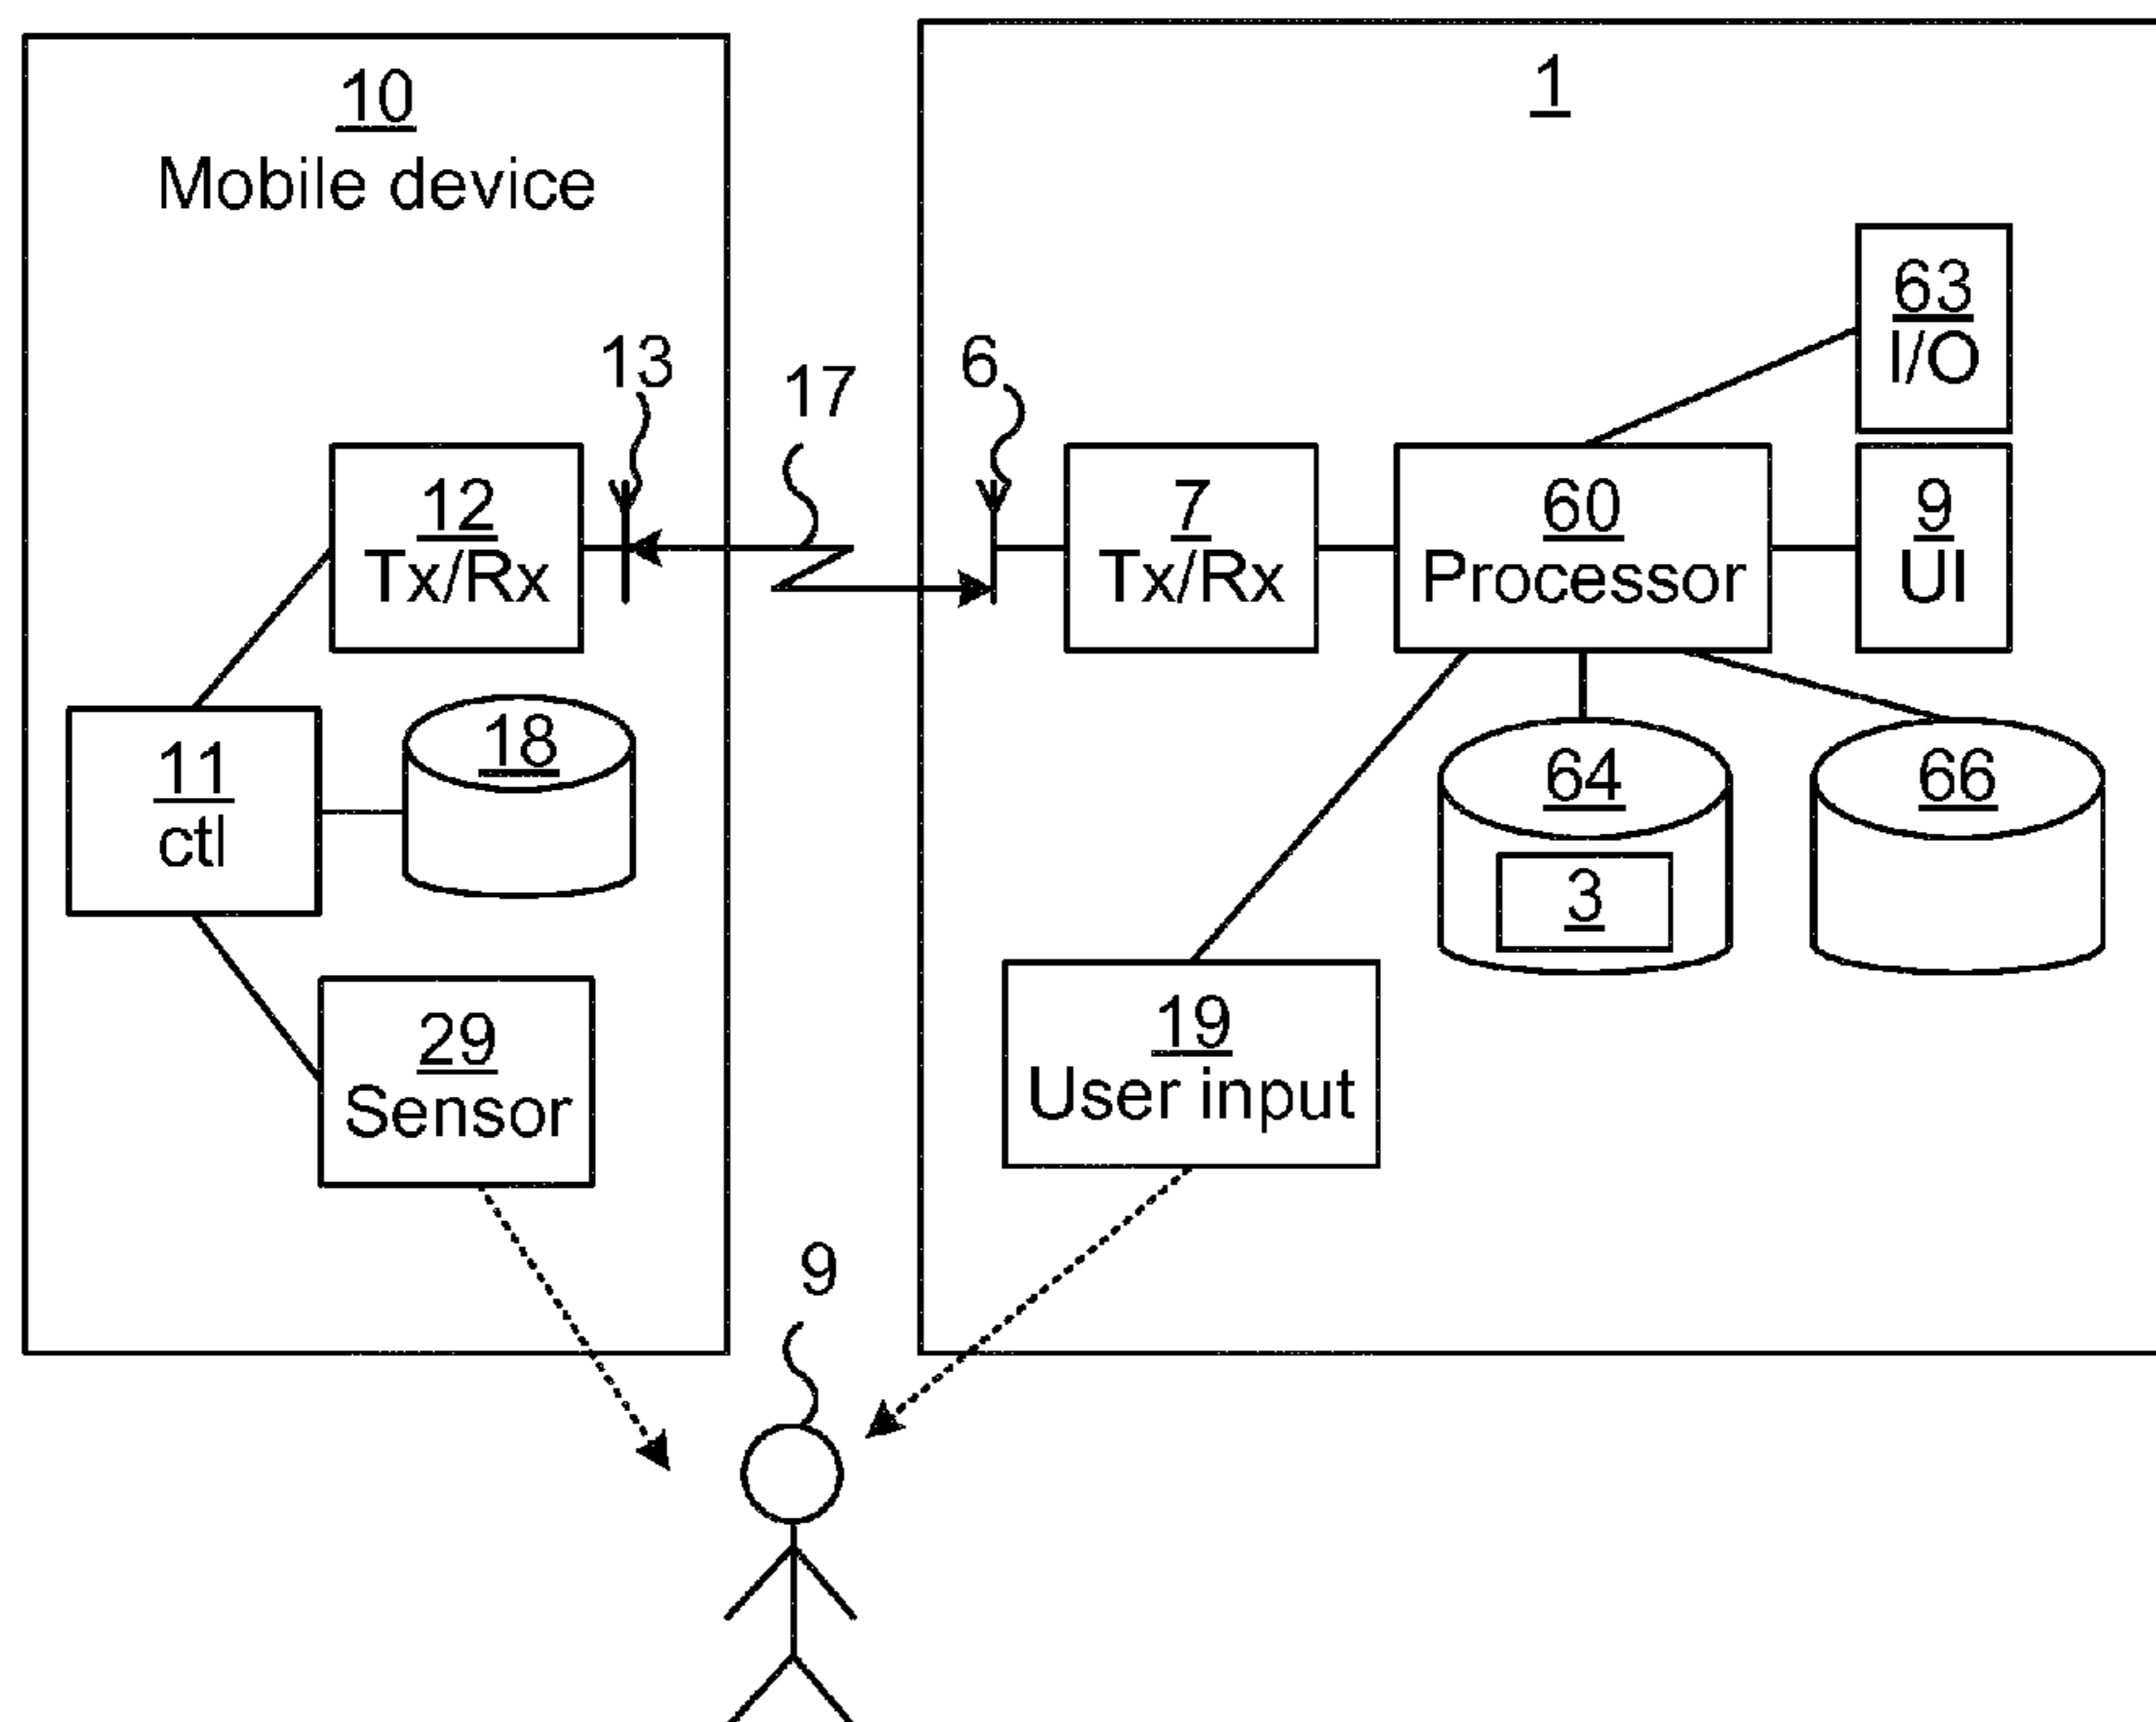 10
Mobile device
1
63
I/O
13
17
6
12
Tx/Rx
7
Tx/Rx
60
Processor
9
UI
11
ctl
18
64
3
66
29
Sensor
19
User input
9